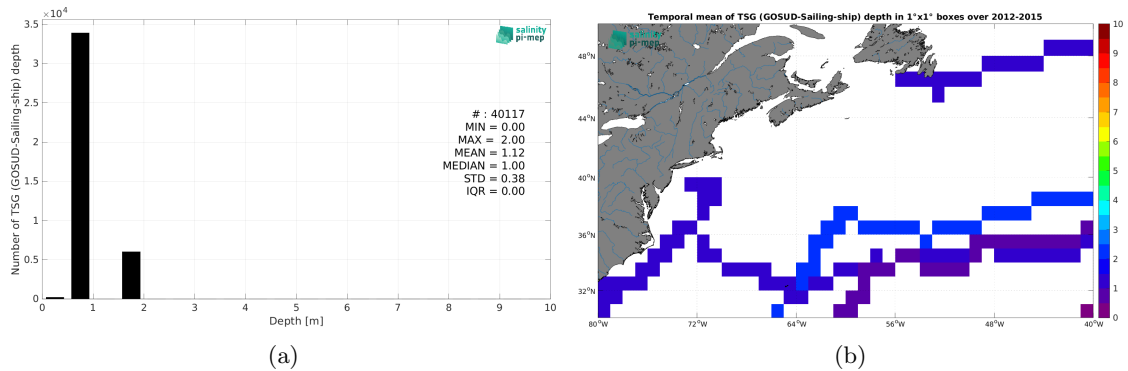 ×10⁴
3.5
3
2.5
2
1.5
1
0.5
0
Number of TSG (GOSUD-Sailing-ship) depth
salinity
pi-mep
# : 40117
MIN = 0.00
MAX = 2.00
MEAN = 1.12
MEDIAN = 1.00
STD = 0.38
IQR = 0.00
0 1 2 3 4 5 6 7 8 9 10
Depth [m]
(a)
Temporal mean of TSG (GOSUD-Sailing-ship) depth in 1°x1° boxes over 2012-2015
salinity
pi-mep
48°N
44°N
40°N
36°N
32°N
80°W 72°W 64°W 56°W 48°W 40°W
10
9
8
7
6
5
4
3
2
1
0
(b)